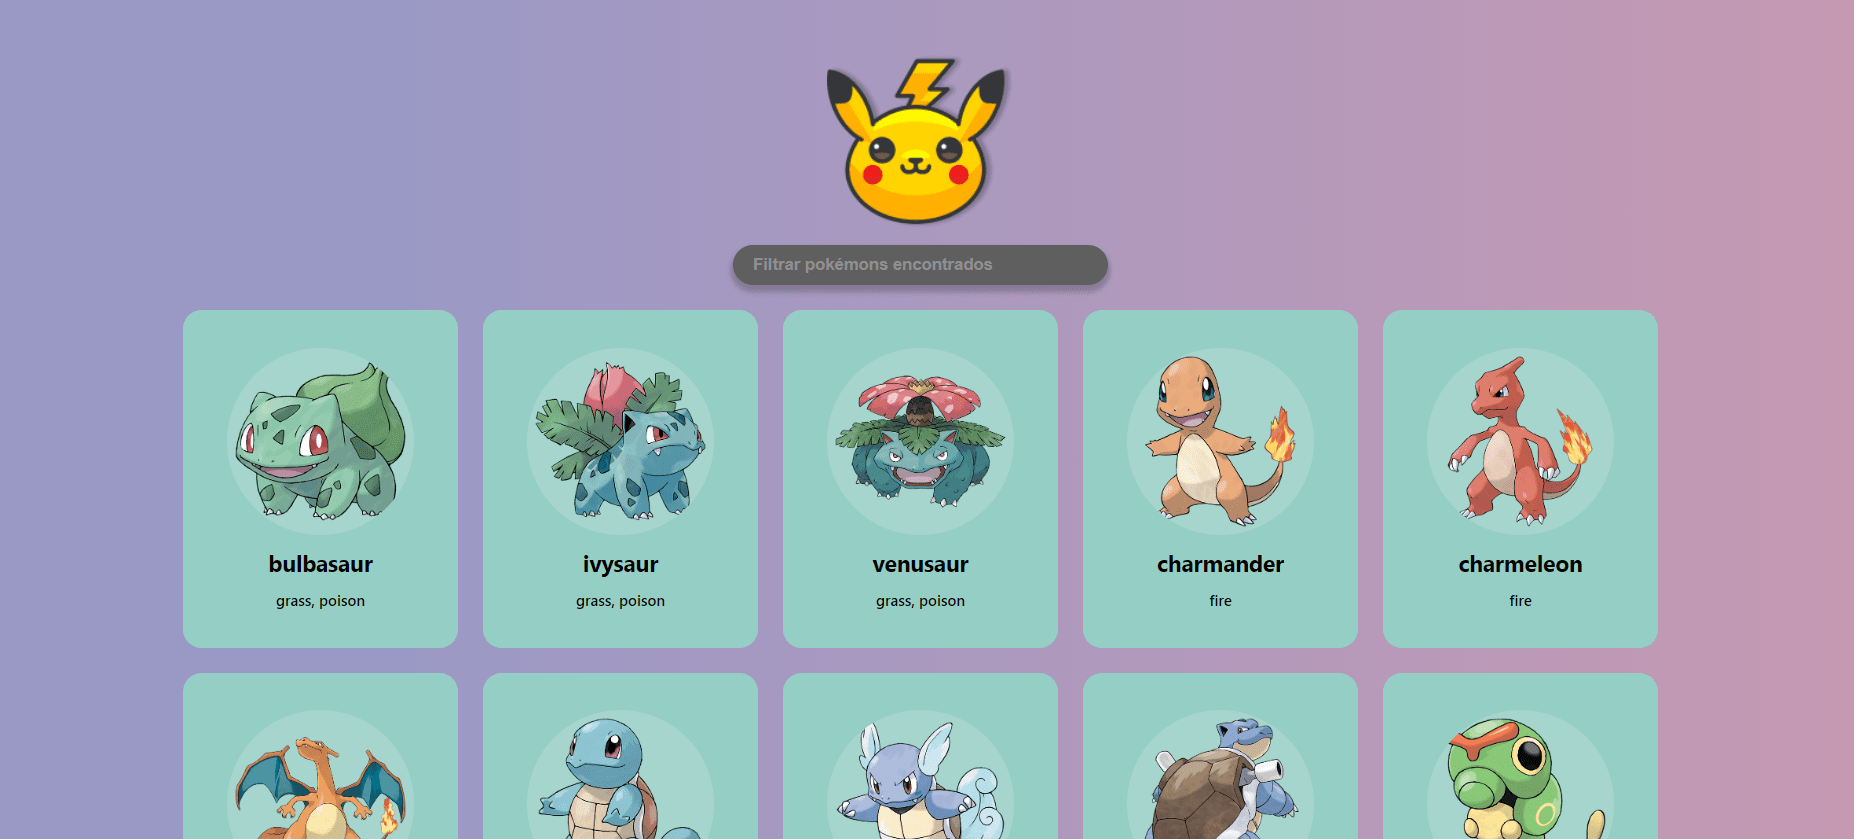 Filtrar pokémons encontrados
bulbasaur
grass, poison
ivysaur
grass, poison
venusaur
grass, poison
charmander
fire
charmeleon
fire